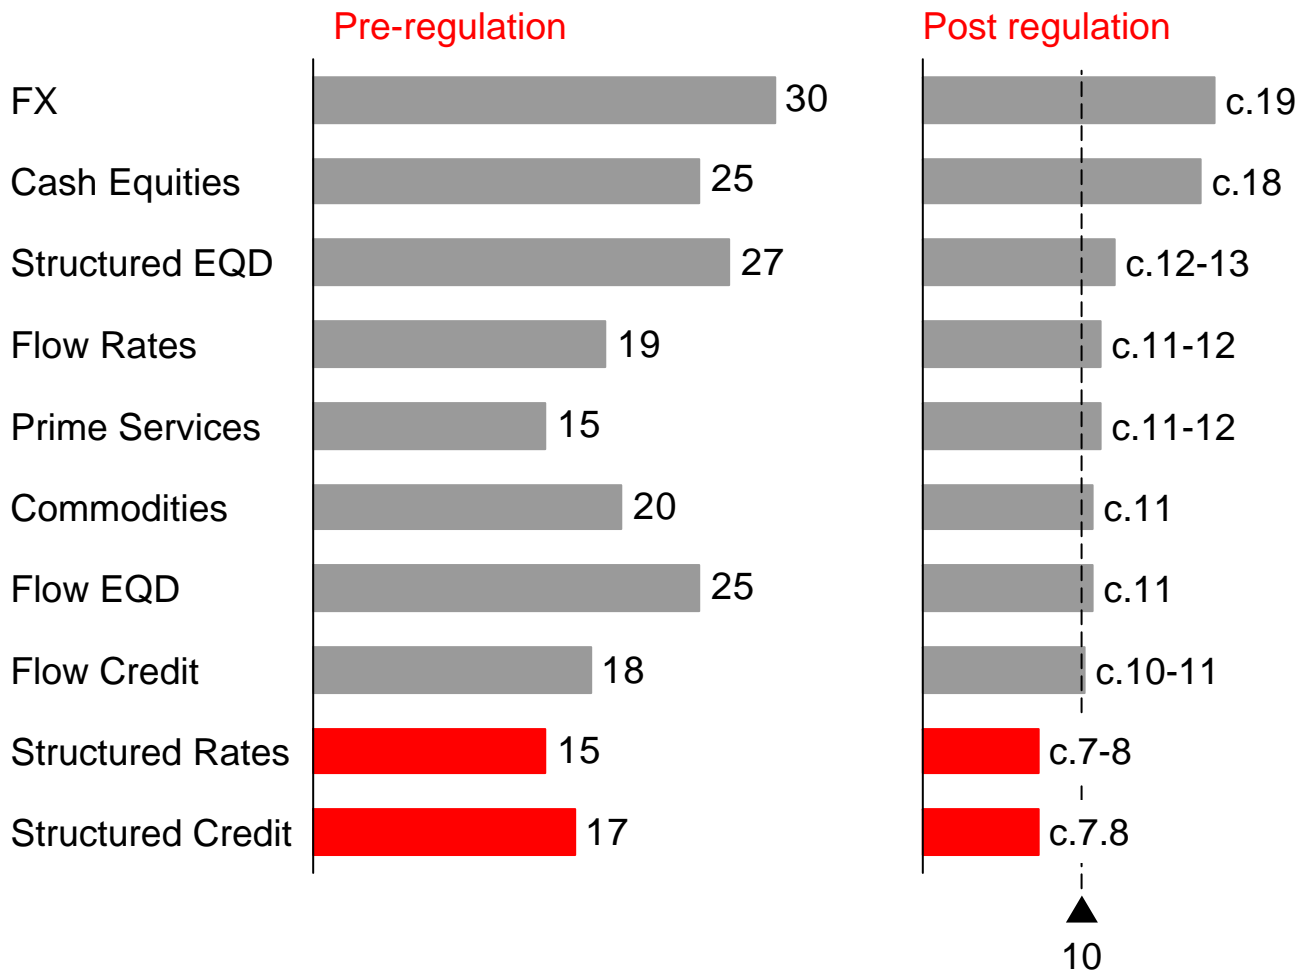 Pre-regulation Post regulation
FX 30 c.19
Cash Equities 25 c.18
Structured EQD 27 c.12-13
Flow Rates 19 c.11-12
Prime Services 15 c.11-12
Commodities 20 c.11
Flow EQD 25 c.11
Flow Credit 18 c.10-11
Structured Rates 15 c.7-8
Structured Credit 17 c.7.8
10